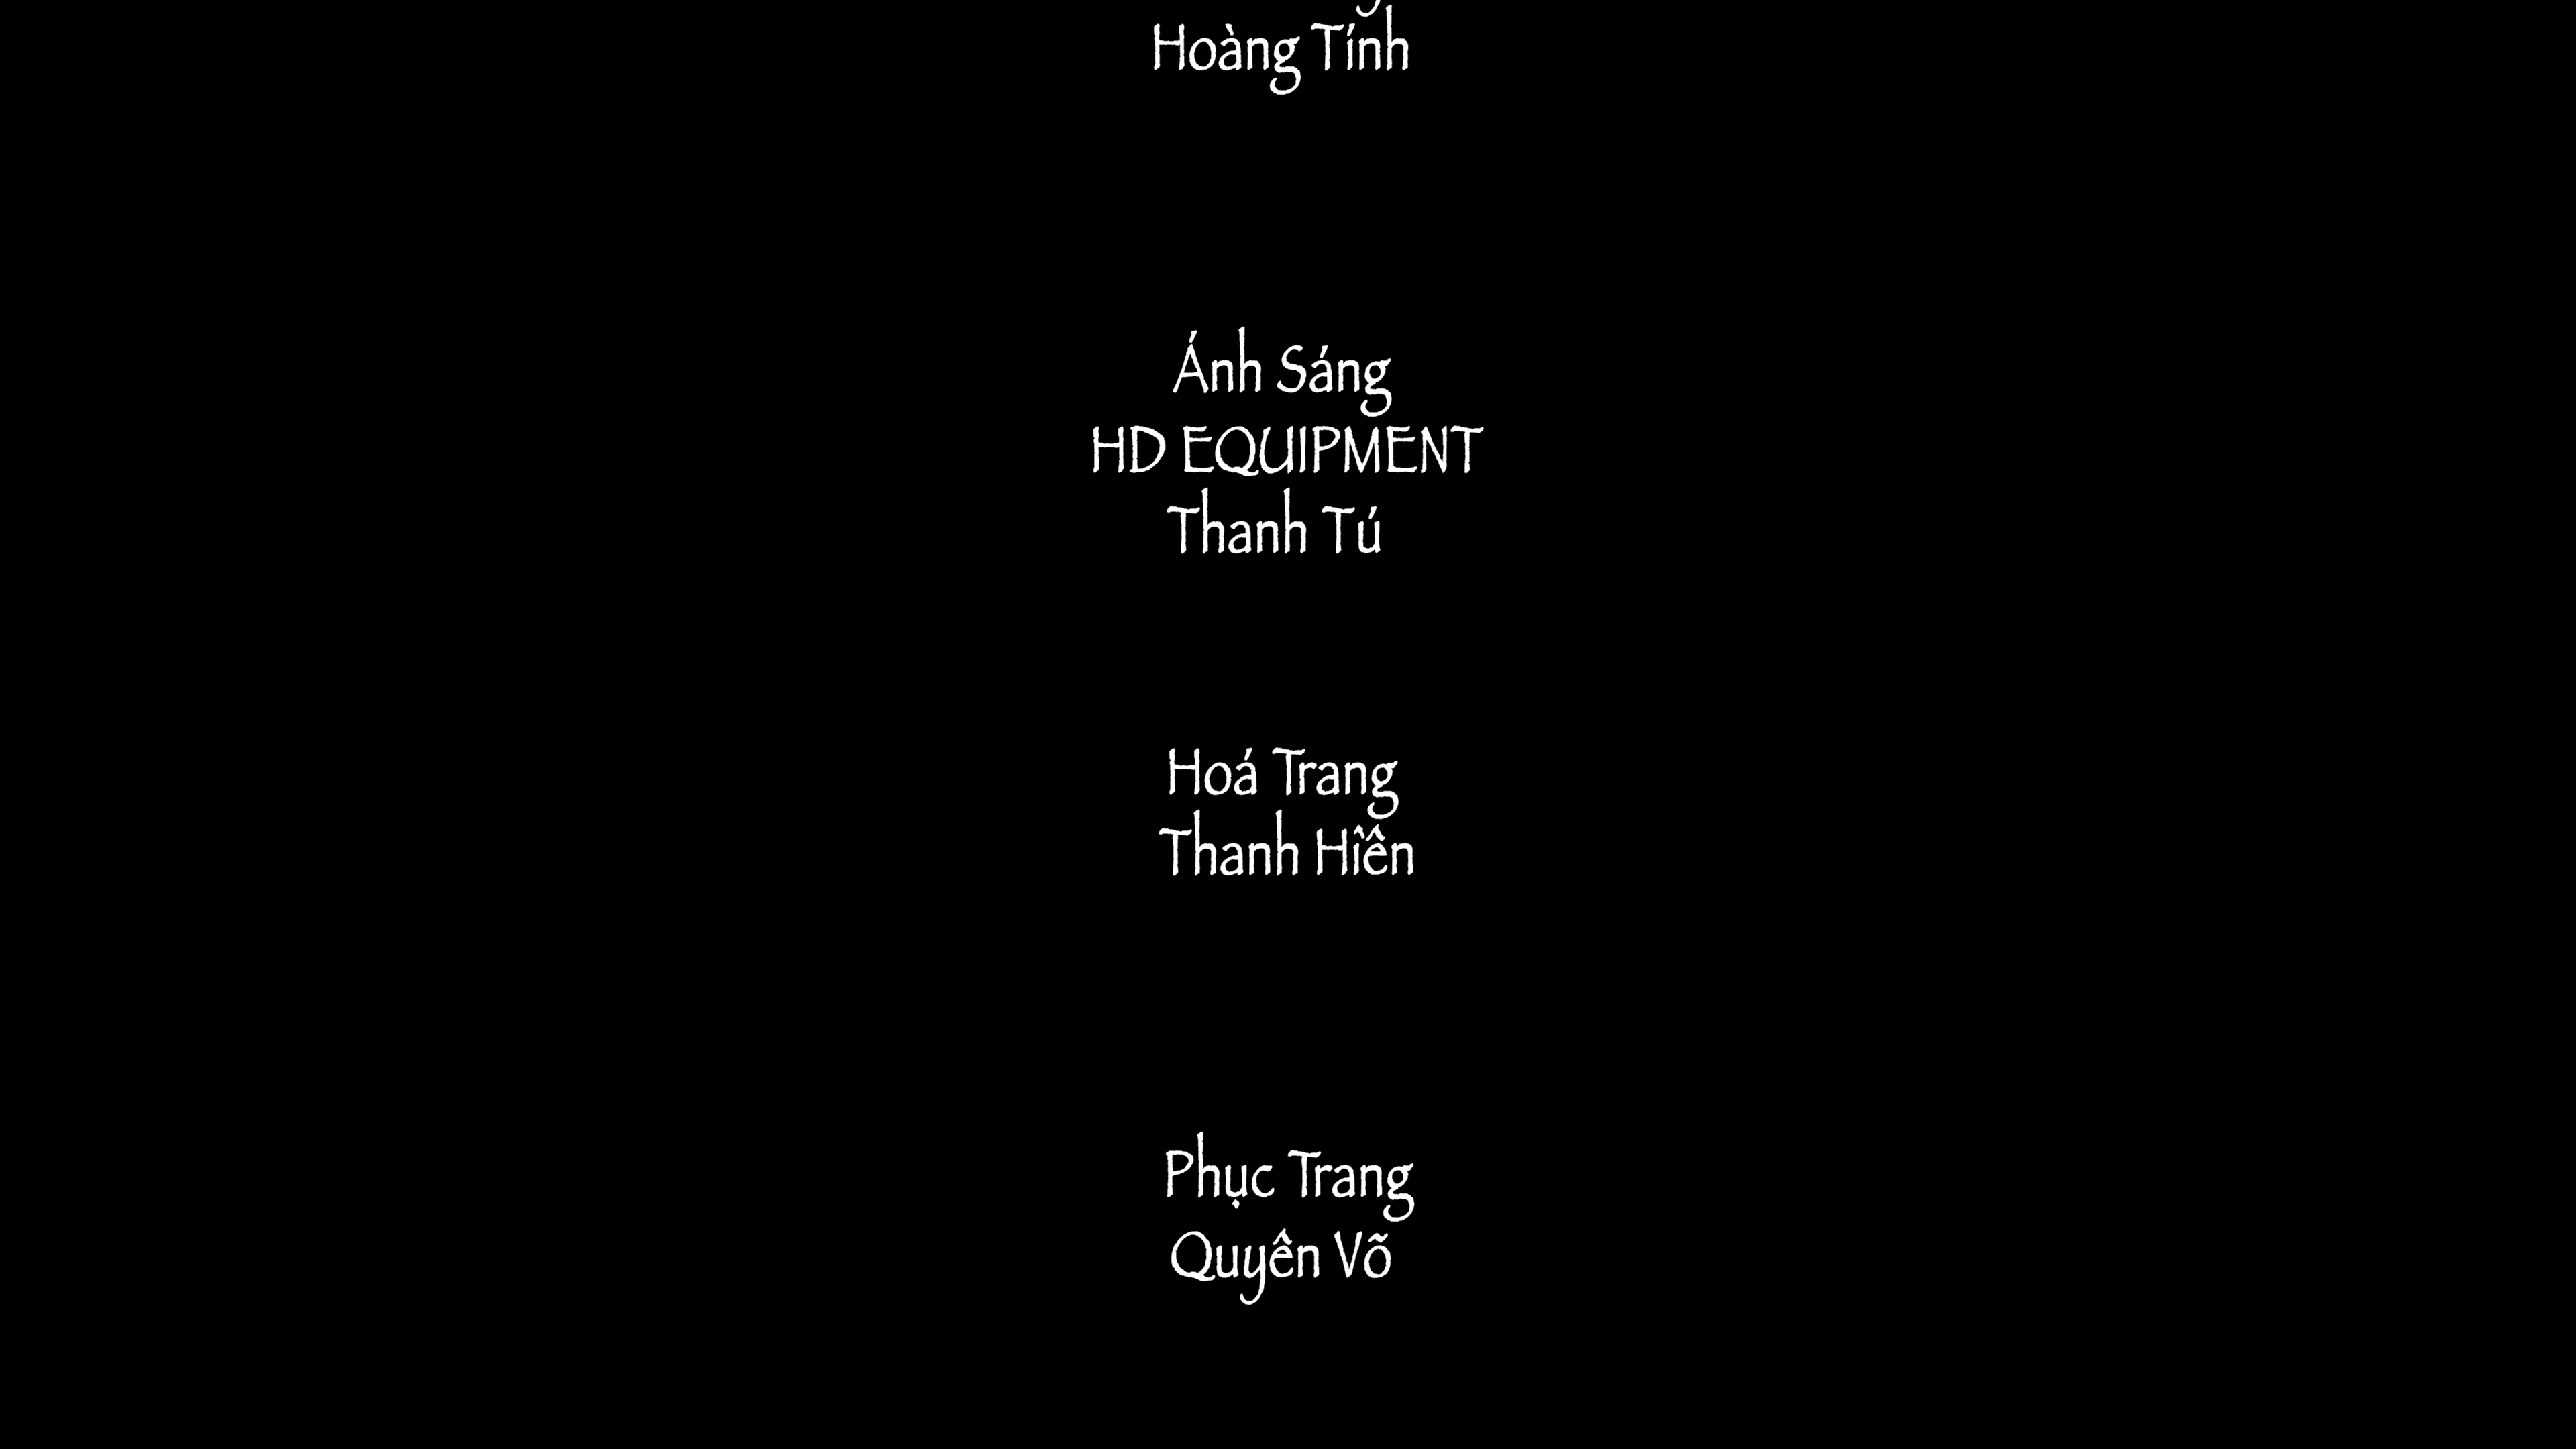 Hoàng Tính
Ánh Sáng
HD EQUIPMENT
Thanh Tú
Hoá Trang
Thanh Hiền
Phục Trang
Quyên Võ